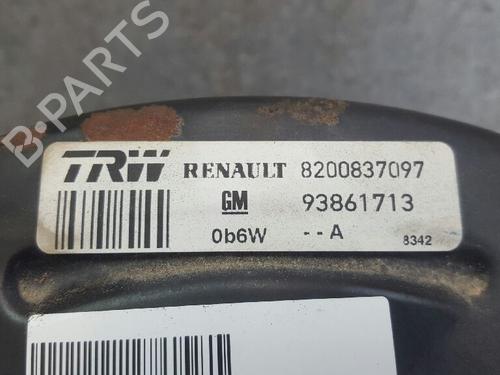 B-PARTS
TRW RENAULT 8200837097
GM 93861713
0b6W --A 8342